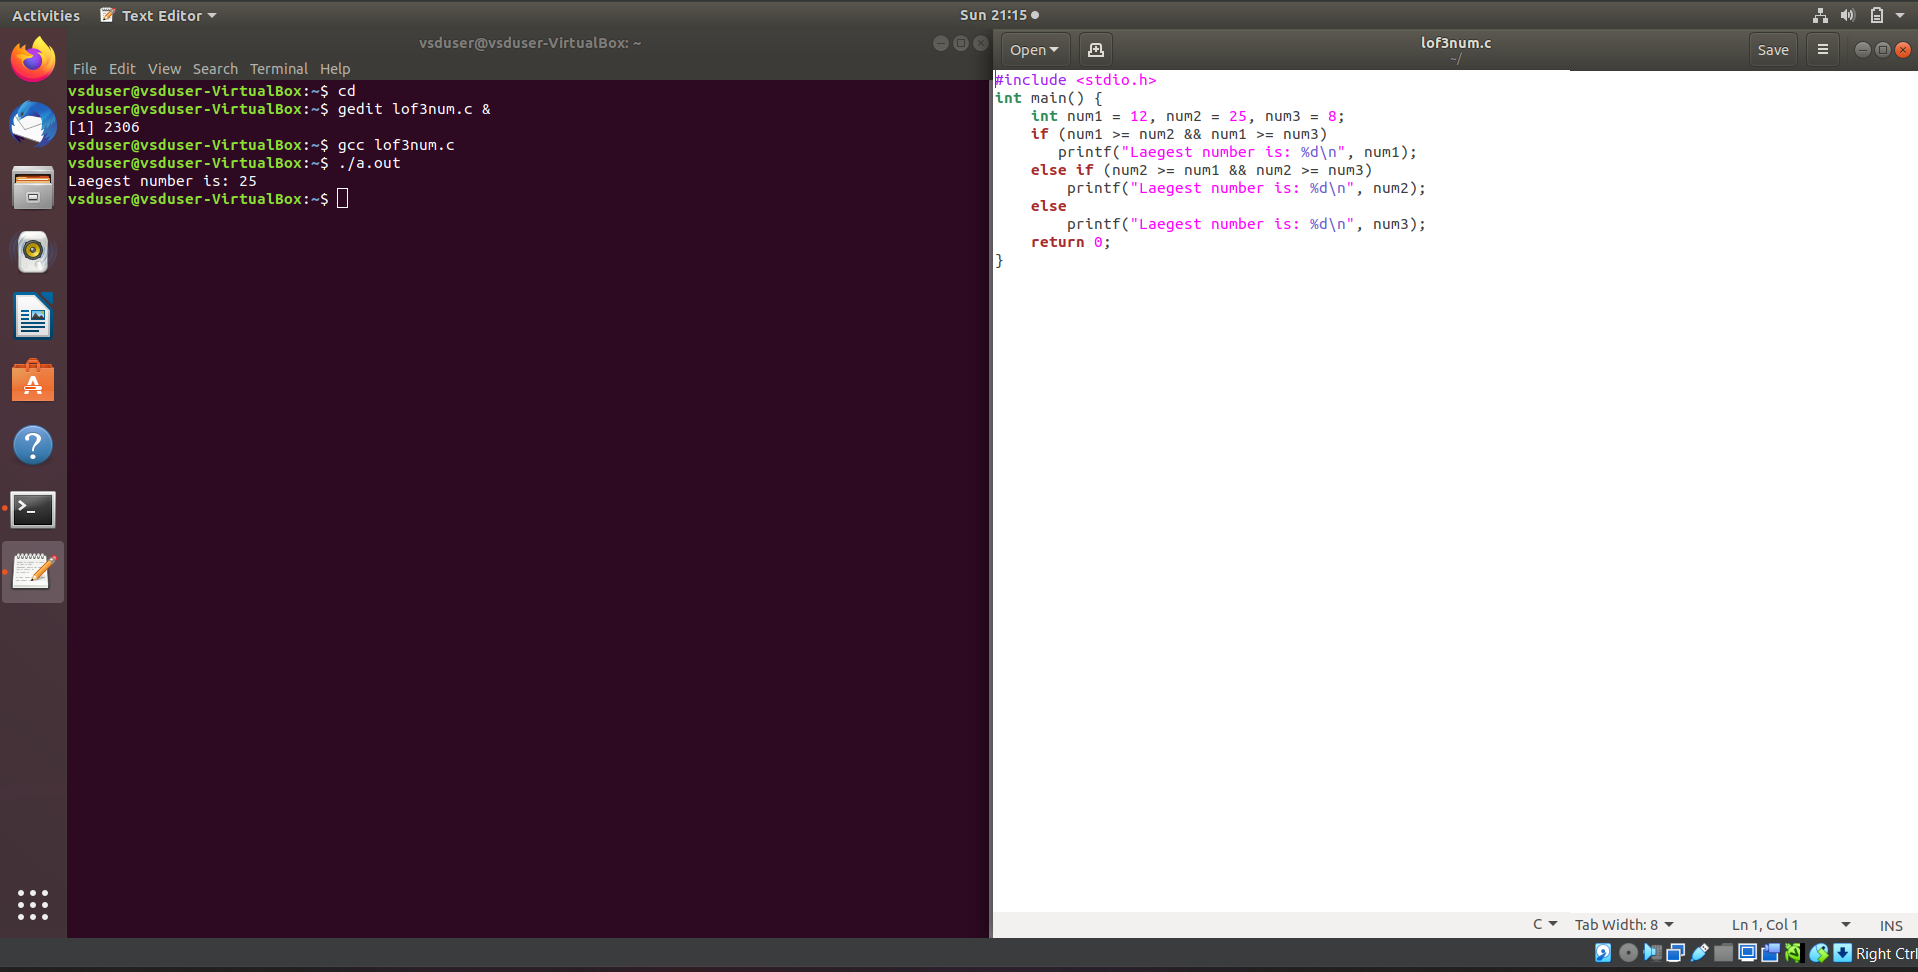 Activities Text Editor Sun 21:15
vsduser@vsduser-VirtualBox: ~
File Edit View Search Terminal Help
vsduser@vsduser-VirtualBox:~$ cd
vsduser@vsduser-VirtualBox:~$ gedit lof3num.c &
[1] 2306
vsduser@vsduser-VirtualBox:~$ gcc lof3num.c
vsduser@vsduser-VirtualBox:~$ ./a.out
Laegest number is: 25
vsduser@vsduser-VirtualBox:~$
Open lof3num.c Save
~/
#include <stdio.h>
int main() {
    int num1 = 12, num2 = 25, num3 = 8;
    if (num1 >= num2 && num1 >= num3)
       printf("Laegest number is: %d\n", num1);
    else if (num2 >= num1 && num2 >= num3)
        printf("Laegest number is: %d\n", num2);
    else
        printf("Laegest number is: %d\n", num3);
    return 0;
}
C Tab Width: 8 Ln 1, Col 1 INS
Right Ctrl